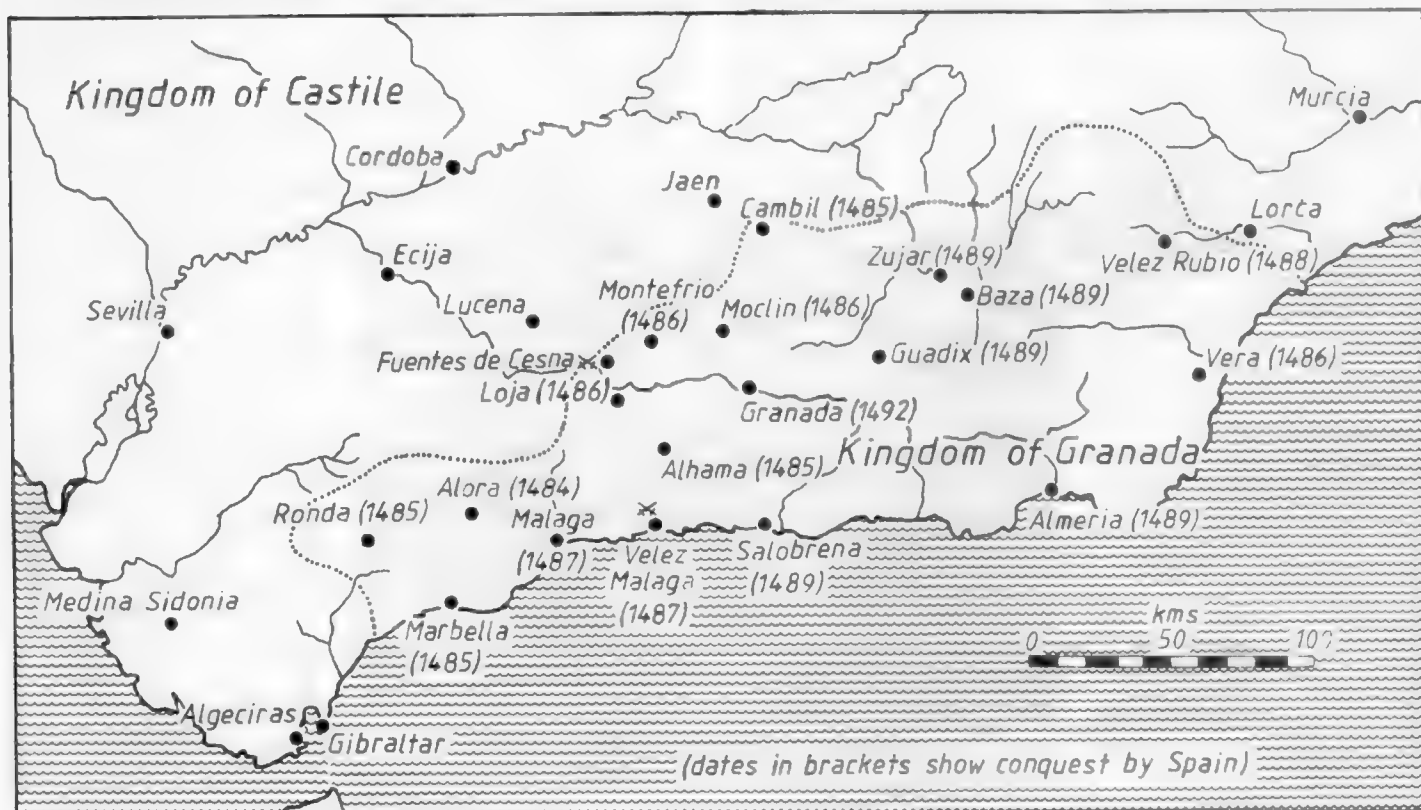 Kingdom of Castile
Murcia
Cordoba
Jaen
Cambil (1485)
Lorca
Ecija
Zujar (1489)
Velez Rubio (1488)
Montefrio
(1486)
Baza (1489)
Sevilla
Lucena
Moclin (1486)
Fuentes de Cesna
Guadix (1489)
Vera (1486)
Loja (1486)
Granada (1492)
Kingdom of Granada
Alhama (1485)
Alora (1484)
Ronda (1485)
Malaga
(1487)
Almeria (1489)
Velez
Malaga
(1487)
Salobrena
(1489)
Medina Sidonia
Marbella
(1485)
kms
0 50 100
Algeciras
Gibraltar
(dates in brackets show conquest by Spain)